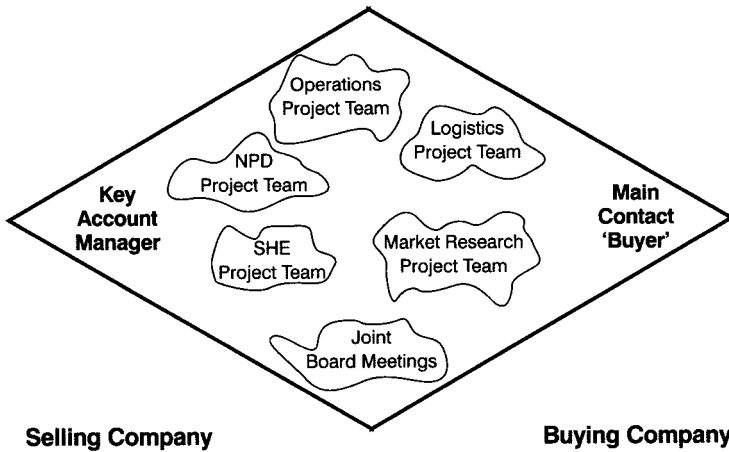 Operations
Project Team
Logistics
Project Team
NPD
Project Team
Key
Account
Manager
Main
Contact
‘Buyer’
SHE
Project Team
Market Research
Project Team
Joint
Board Meetings
Selling Company
Buying Company